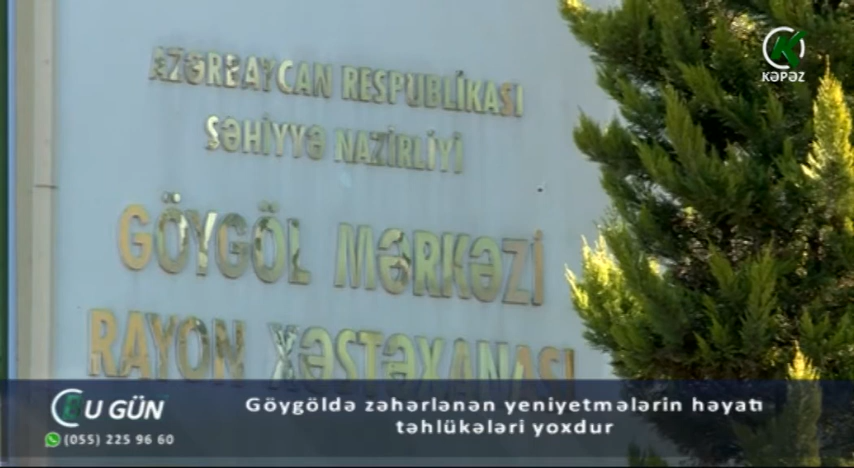 AZƏRBAYCAN RESPUBLİKASI
SƏHİYYƏ NAZİRLİYİ
GÖYGÖL MƏRKƏZİ
RAYON XƏSTƏXANASI
K
KƏPƏZ
BU GÜN
(055) 225 96 60
Göygöldə zəhərlənən yeniyetmələrin həyatı
təhlükələri yoxdur